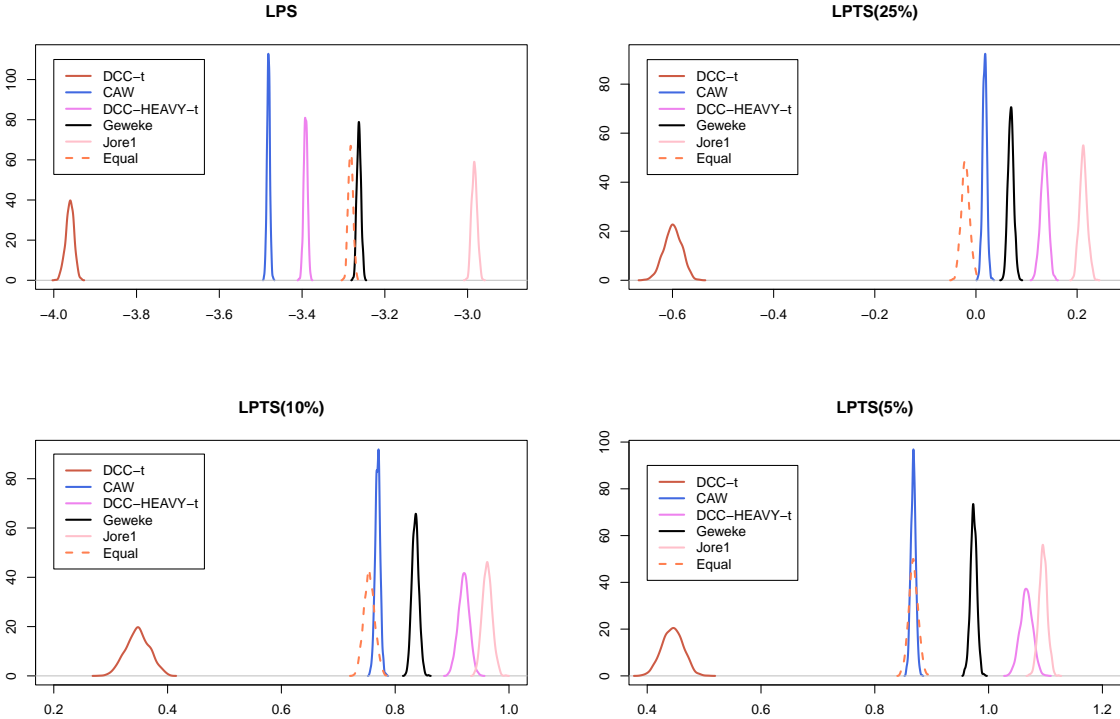 LPS
0 20 40 60 80 100
DCC−t
CAW
DCC−HEAVY−t
Geweke
Jore1
Equal
−4.0 −3.8 −3.6 −3.4 −3.2 −3.0
LPTS(25%)
0 20 40 60 80
DCC−t
CAW
DCC−HEAVY−t
Geweke
Jore1
Equal
−0.6 −0.4 −0.2 0.0 0.2
LPTS(10%)
0 20 40 60 80
DCC−t
CAW
DCC−HEAVY−t
Geweke
Jore1
Equal
0.2 0.4 0.6 0.8 1.0
LPTS(5%)
0 20 40 60 80 100
DCC−t
CAW
DCC−HEAVY−t
Geweke
Jore1
Equal
0.4 0.6 0.8 1.0 1.2